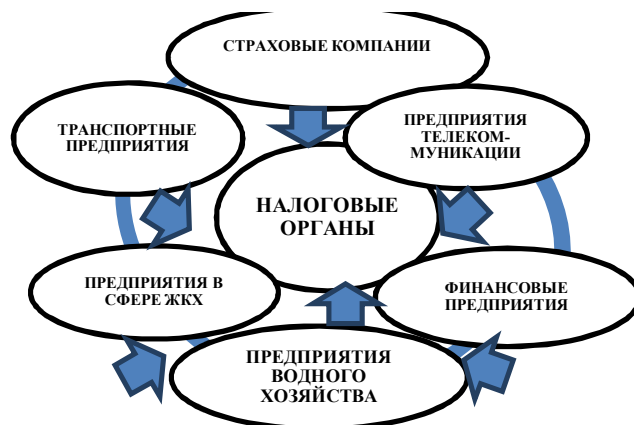 СТРАХОВЫЕ КОМПАНИИ
ТРАНСПОРТНЫЕ
ПРЕДПРИЯТИЯ
ПРЕДПРИЯТИЯ
ТЕЛЕКОМ-
МУНИКАЦИИ
НАЛОГОВЫЕ
ОРГАНЫ
ПРЕДПРИЯТИЯ В
СФЕРЕ ЖКХ
ФИНАНСОВЫЕ
ПРЕДПРИЯТИЯ
ПРЕДПРИЯТИЯ
ВОДНОГО
ХОЗЯЙСТВА